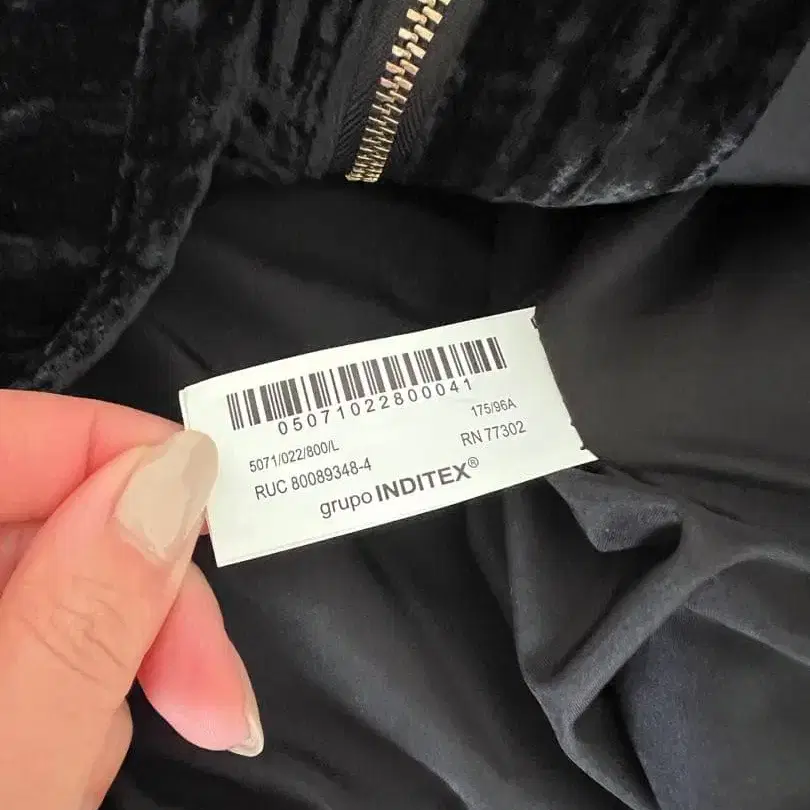 05071022800041
175/96A
5071/022/800/L
RN 77302
RUC 80089348-4
grupo INDITEX®